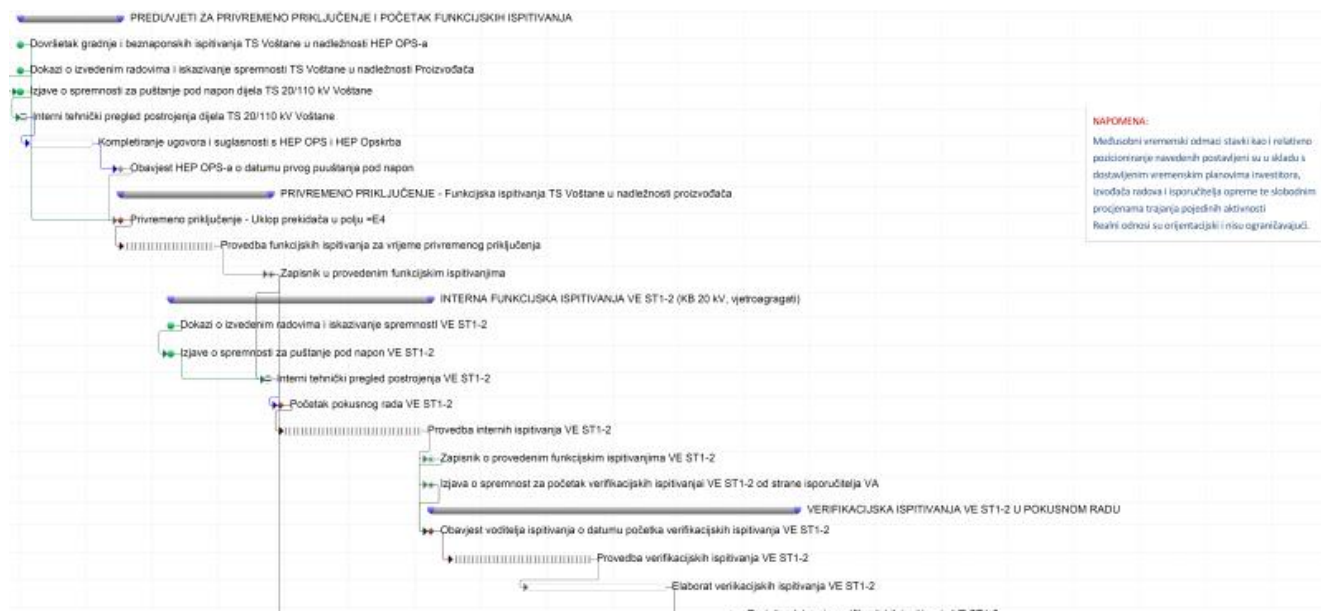 PREDUVJETI ZA PRIVREMENO PRIKLJUČENJE I POČETAK FUNKCIJSKIH ISPITIVANJA
Dovršetak gradnje i beznaponskih ispitivanja TS Voštane u nadležnosti HEP OPS-a
Dokazi o izvedenim radovima i iskazivanje spremnosti TS Voštane u nadležnosti Proizvođača
Izjave o spremnosti za puštanje pod napon dijela TS 20/110 kV Voštane
Interni tehnički pregled postrojenja dijela TS 20/110 kV Voštane
Kompletiranje ugovora i suglasnosti s HEP OPS i HEP Opskrba
Obavjest HEP OPS-a o datumu prvog puuštanja pod napon
PRIVREMENO PRIKLJUČENJE - Funkcijska ispitivanja TS Voštane u nadležnosti proizvođača
Privremeno priključenje - Uklop prekidača u polju =E4
Provedba funkcijskih ispitivanja za vrijeme privremenog priključenja
Zapisnik u provedenim funkcijskim ispitivanjima
INTERNA FUNKCIJSKA ISPITIVANJA VE ST1-2 (KB 20 kV, vjetroagragati)
Dokazi o izvedenim radovima i iskazivanje spremnosti VE ST1-2
Izjave o spremnosti za puštanje pod napon VE ST1-2
Interni tehnički pregled postrojenja VE ST1-2
Početak pokusnog rada VE ST1-2
Provedba internih ispitivanja VE ST1-2
Zapisnik o provedenim funkcijskim ispitivanjima VE ST1-2
Izjava o spremnost za početak verifikacijskih ispitivanjai VE ST1-2 od strane isporučitelja VA
VERIFIKACIJSKA ISPITIVANJA VE ST1-2 U POKUSNOM RADU
Obavjest voditelja ispitivanja o datumu početka verifikacijskih ispitivanja VE ST1-2
Provedba verifikacijskih ispitivanja VE ST1-2
Elaborat verifikacijskih ispitivanja VE ST1-2
NAPOMENA:
Međusobni vremenski odmaci stavki kao i relativno
pozicioniranje navedenih postavljeni su u skladu s
dostavljenim vremenskim planovima investitora,
izvođača radova i isporučitelja opreme te slobodnim
procjenama trajanja pojedinih aktivnosti
Realni odnosi su orijentacijski i nisu ograničavajući.